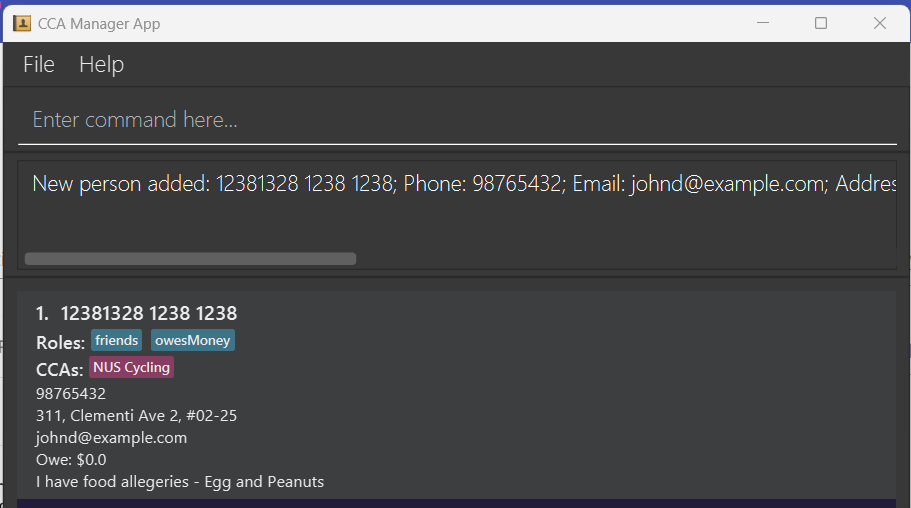 CCA Manager App
File Help
Enter command here...
New person added: 12381328 1238 1238; Phone: 98765432; Email: johnd@example.com; Addres
1. 12381328 1238 1238
Roles: friends owesMoney
CCAs: NUS Cycling
98765432
311, Clementi Ave 2, #02-25
johnd@example.com
Owe: $0.0
I have food allegeries - Egg and Peanuts